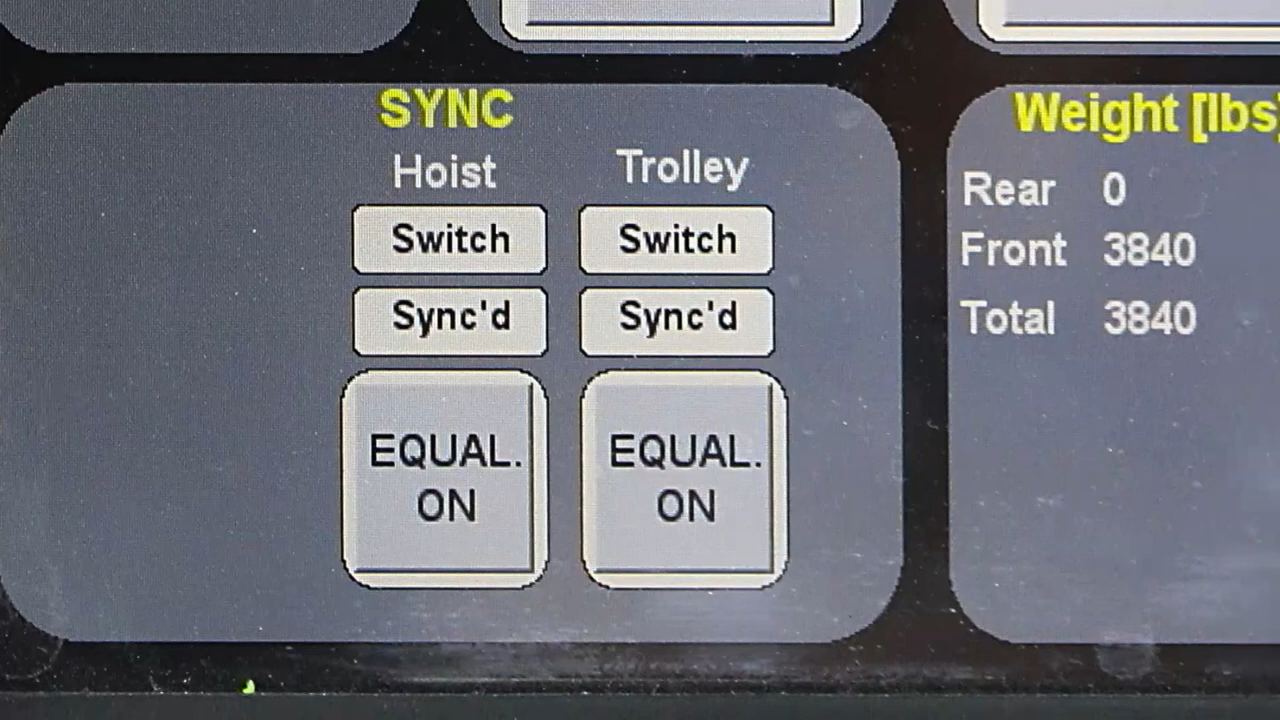 SYNC
Hoist Trolley
Switch Switch
Sync'd Sync'd
EQUAL. EQUAL.
ON ON
Weight [lbs]
Rear 0
Front 3840
Total 3840